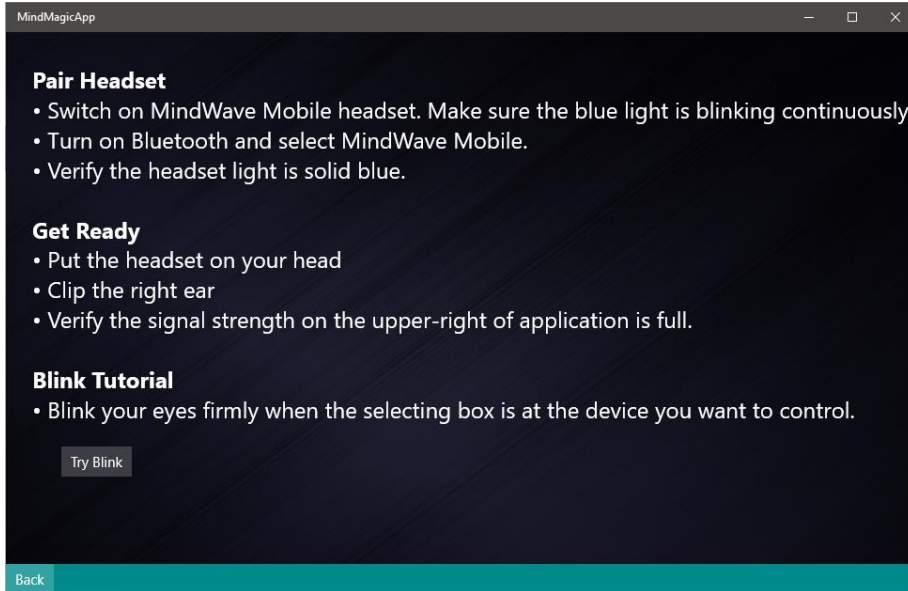 MindMagicApp
Pair Headset
• Switch on MindWave Mobile headset. Make sure the blue light is blinking continuously
• Turn on Bluetooth and select MindWave Mobile.
• Verify the headset light is solid blue.
Get Ready
• Put the headset on your head
• Clip the right ear
• Verify the signal strength on the upper-right of application is full.
Blink Tutorial
• Blink your eyes firmly when the selecting box is at the device you want to control.
Try Blink
Back